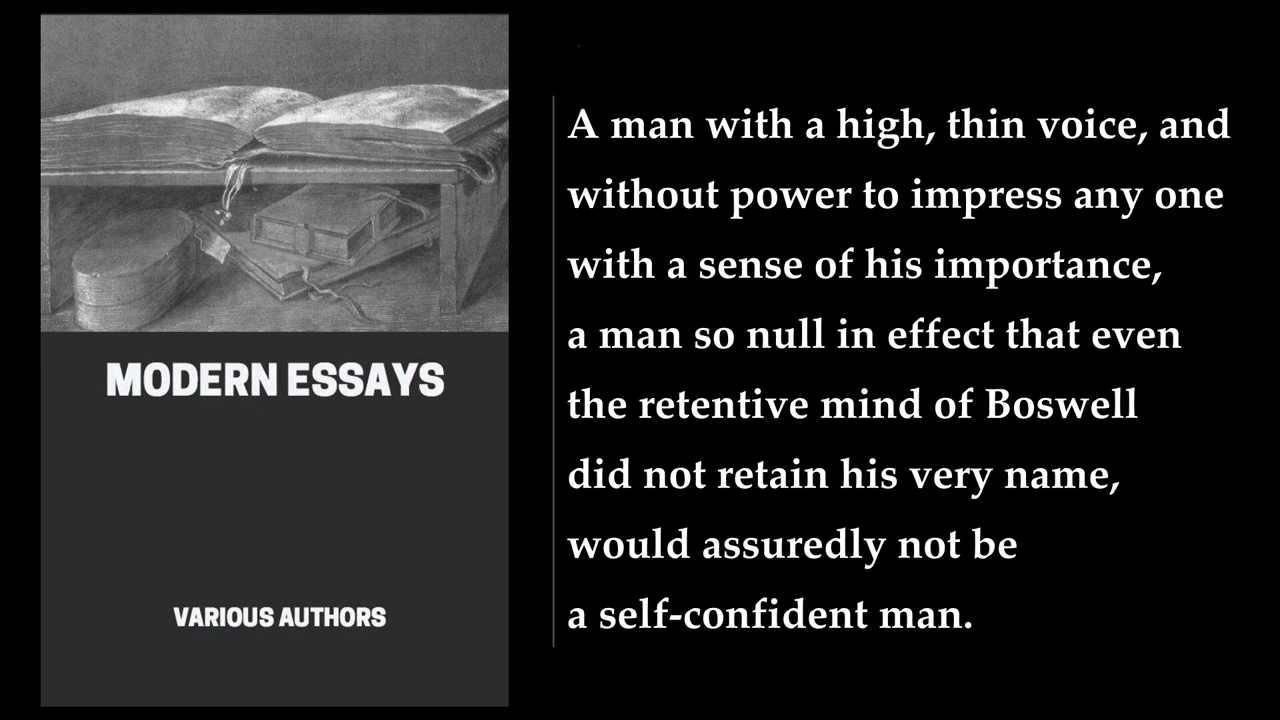 MODERN ESSAYS
VARIOUS AUTHORS
A man with a high, thin voice, and
without power to impress any one
with a sense of his importance,
a man so null in effect that even
the retentive mind of Boswell
did not retain his very name,
would assuredly not be
a self-confident man.